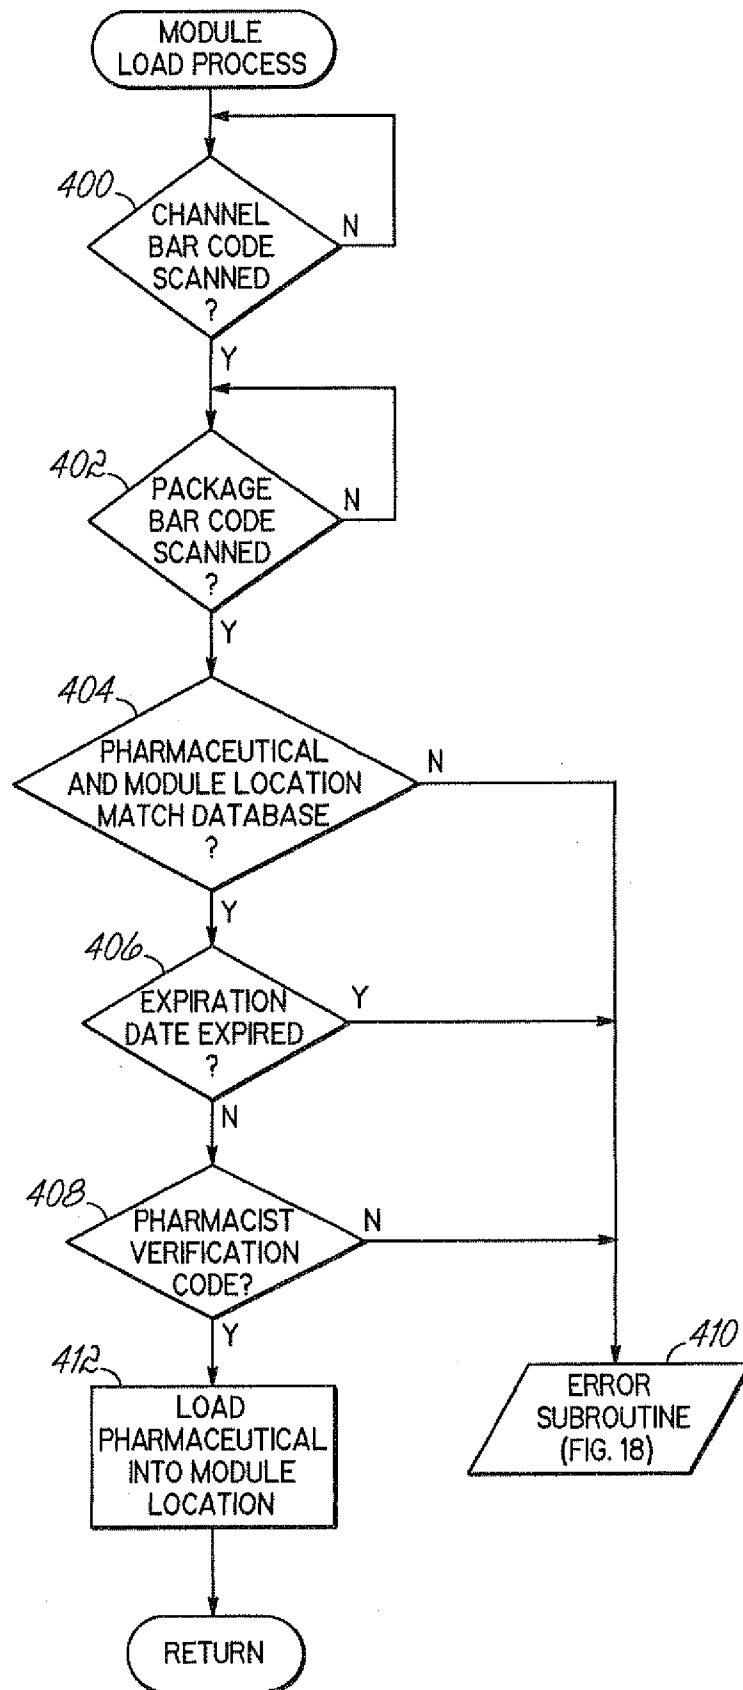 MODULE
LOAD PROCESS
400
CHANNEL
BAR CODE
SCANNED
?
N
Y
402
PACKAGE
BAR CODE
SCANNED
?
N
Y
404
PHARMACEUTICAL
AND MODULE LOCATION
MATCH DATABASE
?
N
Y
406
EXPIRATION
DATE EXPIRED
?
Y
N
408
PHARMACIST
VERIFICATION
CODE?
N
Y
412
LOAD
PHARMACEUTICAL
INTO MODULE
LOCATION
410
ERROR
SUBROUTINE
(FIG. 18)
RETURN